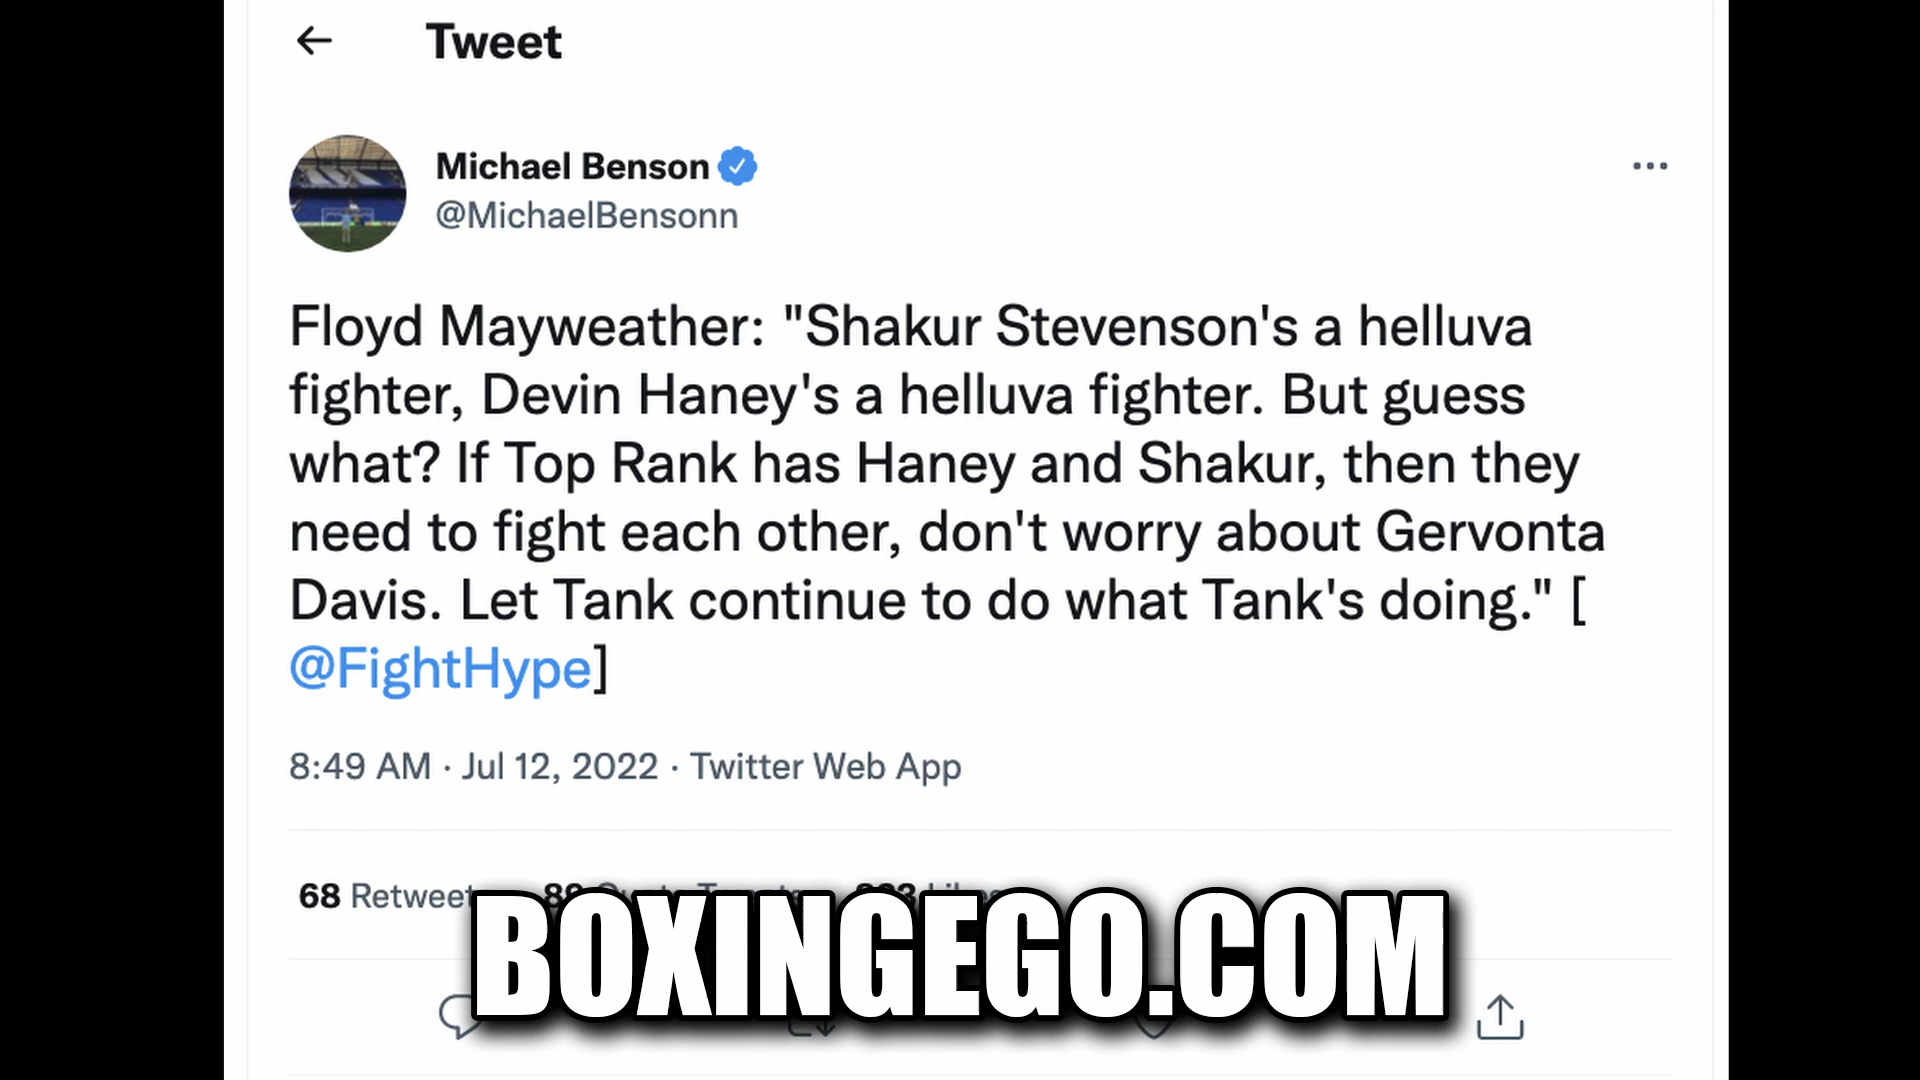 Tweet
Michael Benson
@MichaelBensonn
Floyd Mayweather: "Shakur Stevenson's a helluva
fighter, Devin Haney's a helluva fighter. But guess
what? If Top Rank has Haney and Shakur, then they
need to fight each other, don't worry about Gervonta
Davis. Let Tank continue to do what Tank's doing." [
@FightHype]
8:49 AM · Jul 12, 2022 · Twitter Web App
68 Retweet
BOXINGEGO.COM